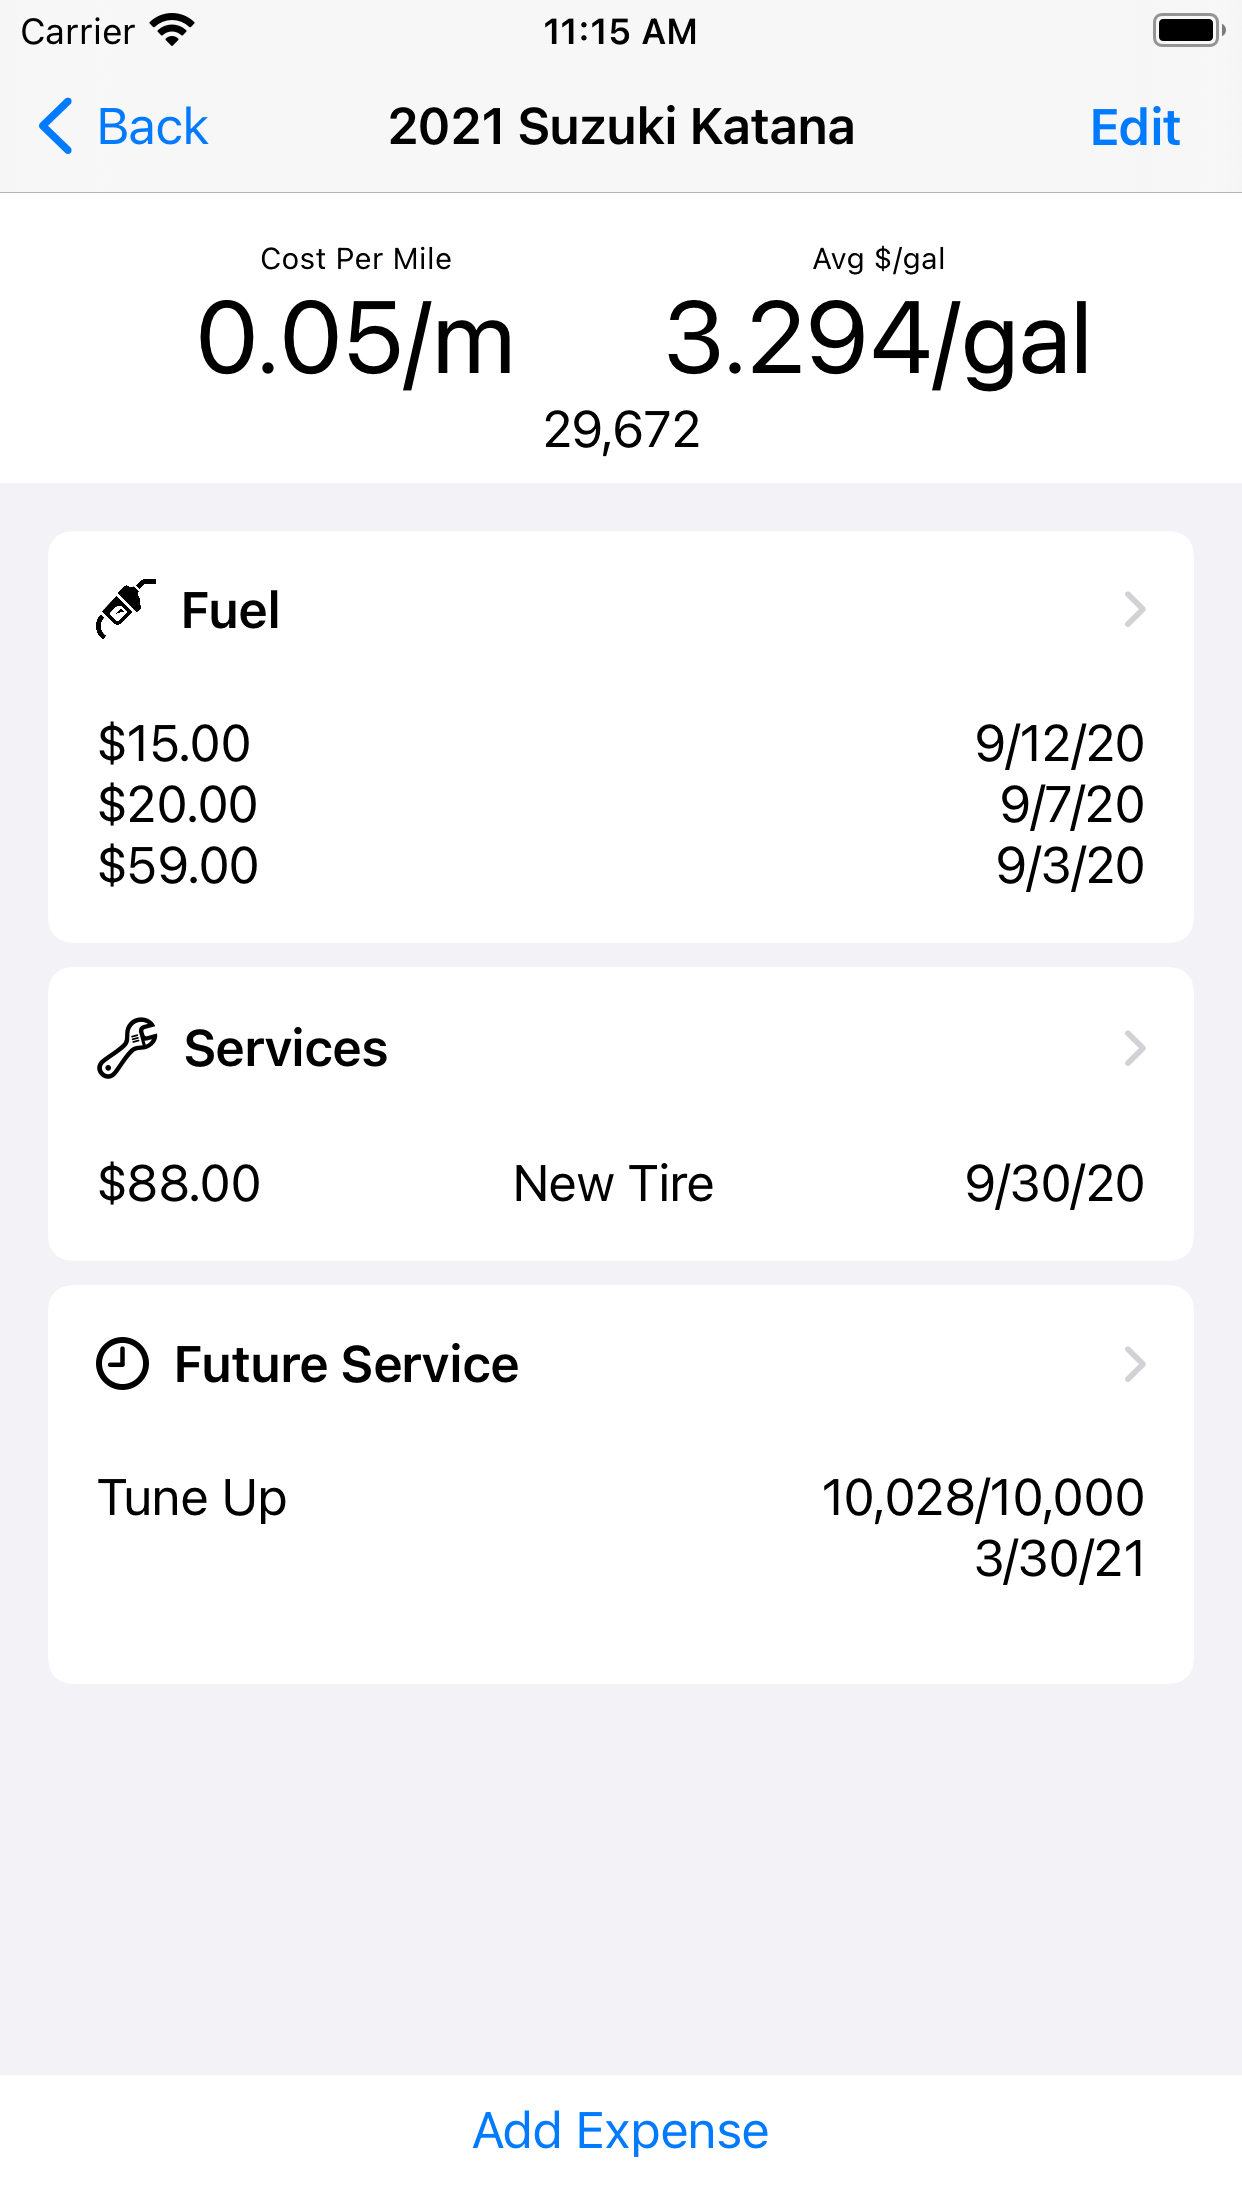 Carrier 11:15 AM
Back 2021 Suzuki Katana Edit
Cost Per Mile Avg $/gal
0.05/m 3.294/gal
29,672
Fuel
$15.00 9/12/20
$20.00 9/7/20
$59.00 9/3/20
Services
$88.00 New Tire 9/30/20
Future Service
Tune Up 10,028/10,000
3/30/21
Add Expense